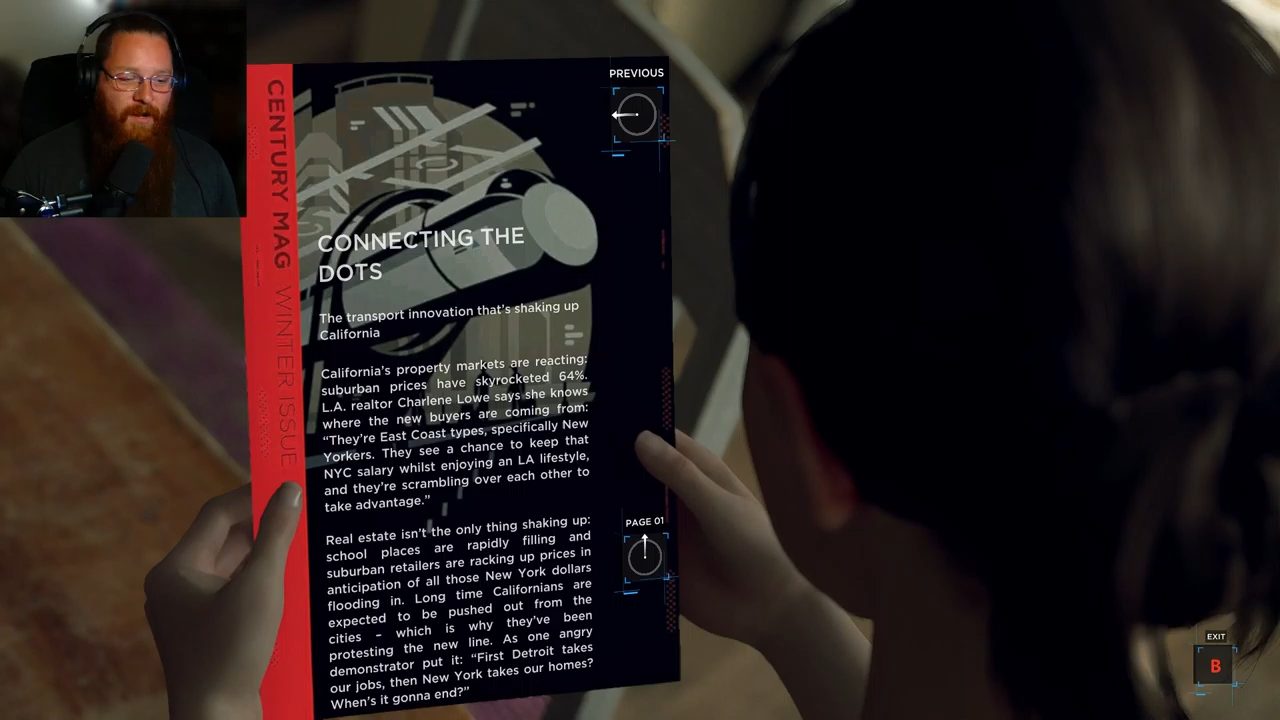 CENTURY MAG WINTER ISSUE
PREVIOUS
CONNECTING THE
DOTS
The transport innovation that's shaking up
California
California's property markets are reacting:
suburban prices have skyrocketed 64%.
L.A. realtor Charlene Lowe says she knows
where the new buyers are coming from:
“They're East Coast types, specifically New
Yorkers. They see a chance to keep that
NYC salary whilst enjoying an LA lifestyle,
and they're scrambling over each other to
take advantage.”
Real estate isn't the only thing shaking up:
school places are rapidly filling and
suburban retailers are racking up prices in
anticipation of all those New York dollars
flooding in. Long time Californians are
expected to be pushed out from the
cities – which is why they've been
protesting the new line. As one angry
demonstrator put it: “First Detroit takes
our jobs, then New York takes our homes?
When's it gonna end?”
PAGE 01
EXIT
B